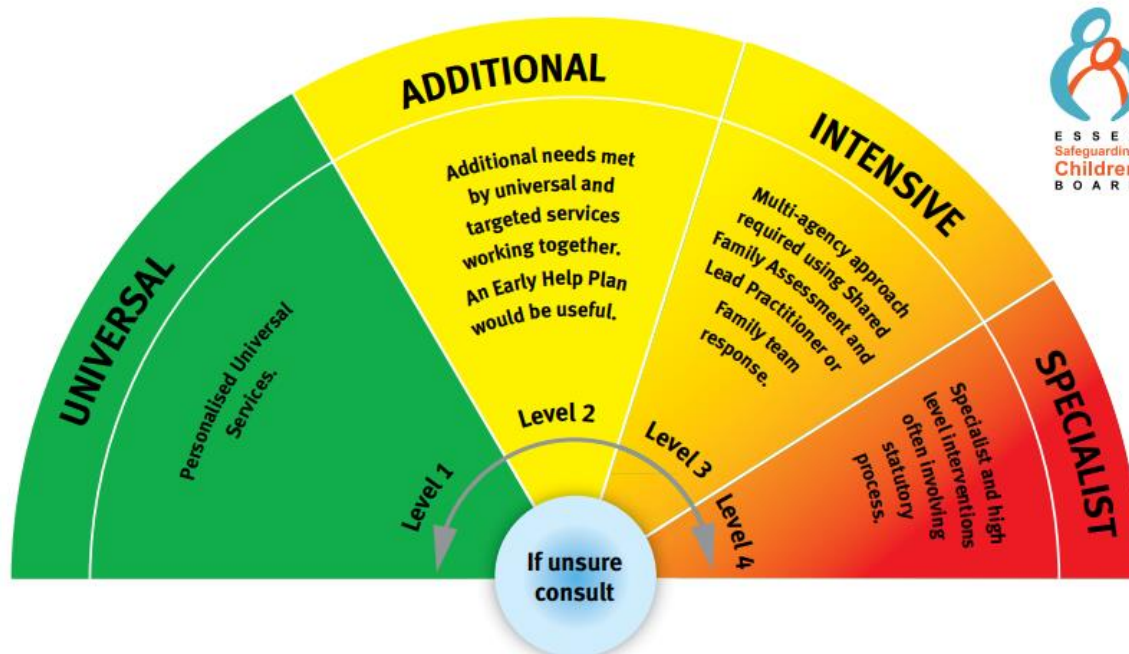 ADDITIONAL
INTENSIVE
UNIVERSAL
SPECIALIST
Personalised Universal
Services.
Level 1
Additional needs met
by universal and
targeted services
working together.
An Early Help Plan
would be useful.
Level 2
Multi-agency approach
required using Shared
Family Assessment and
Lead Practitioner or
Family team
response.
Level 3
Specialist and high
level interventions
often involving
statutory
process.
Level 4
If unsure
consult
E S S E
Safeguardin
Childre
B O A R